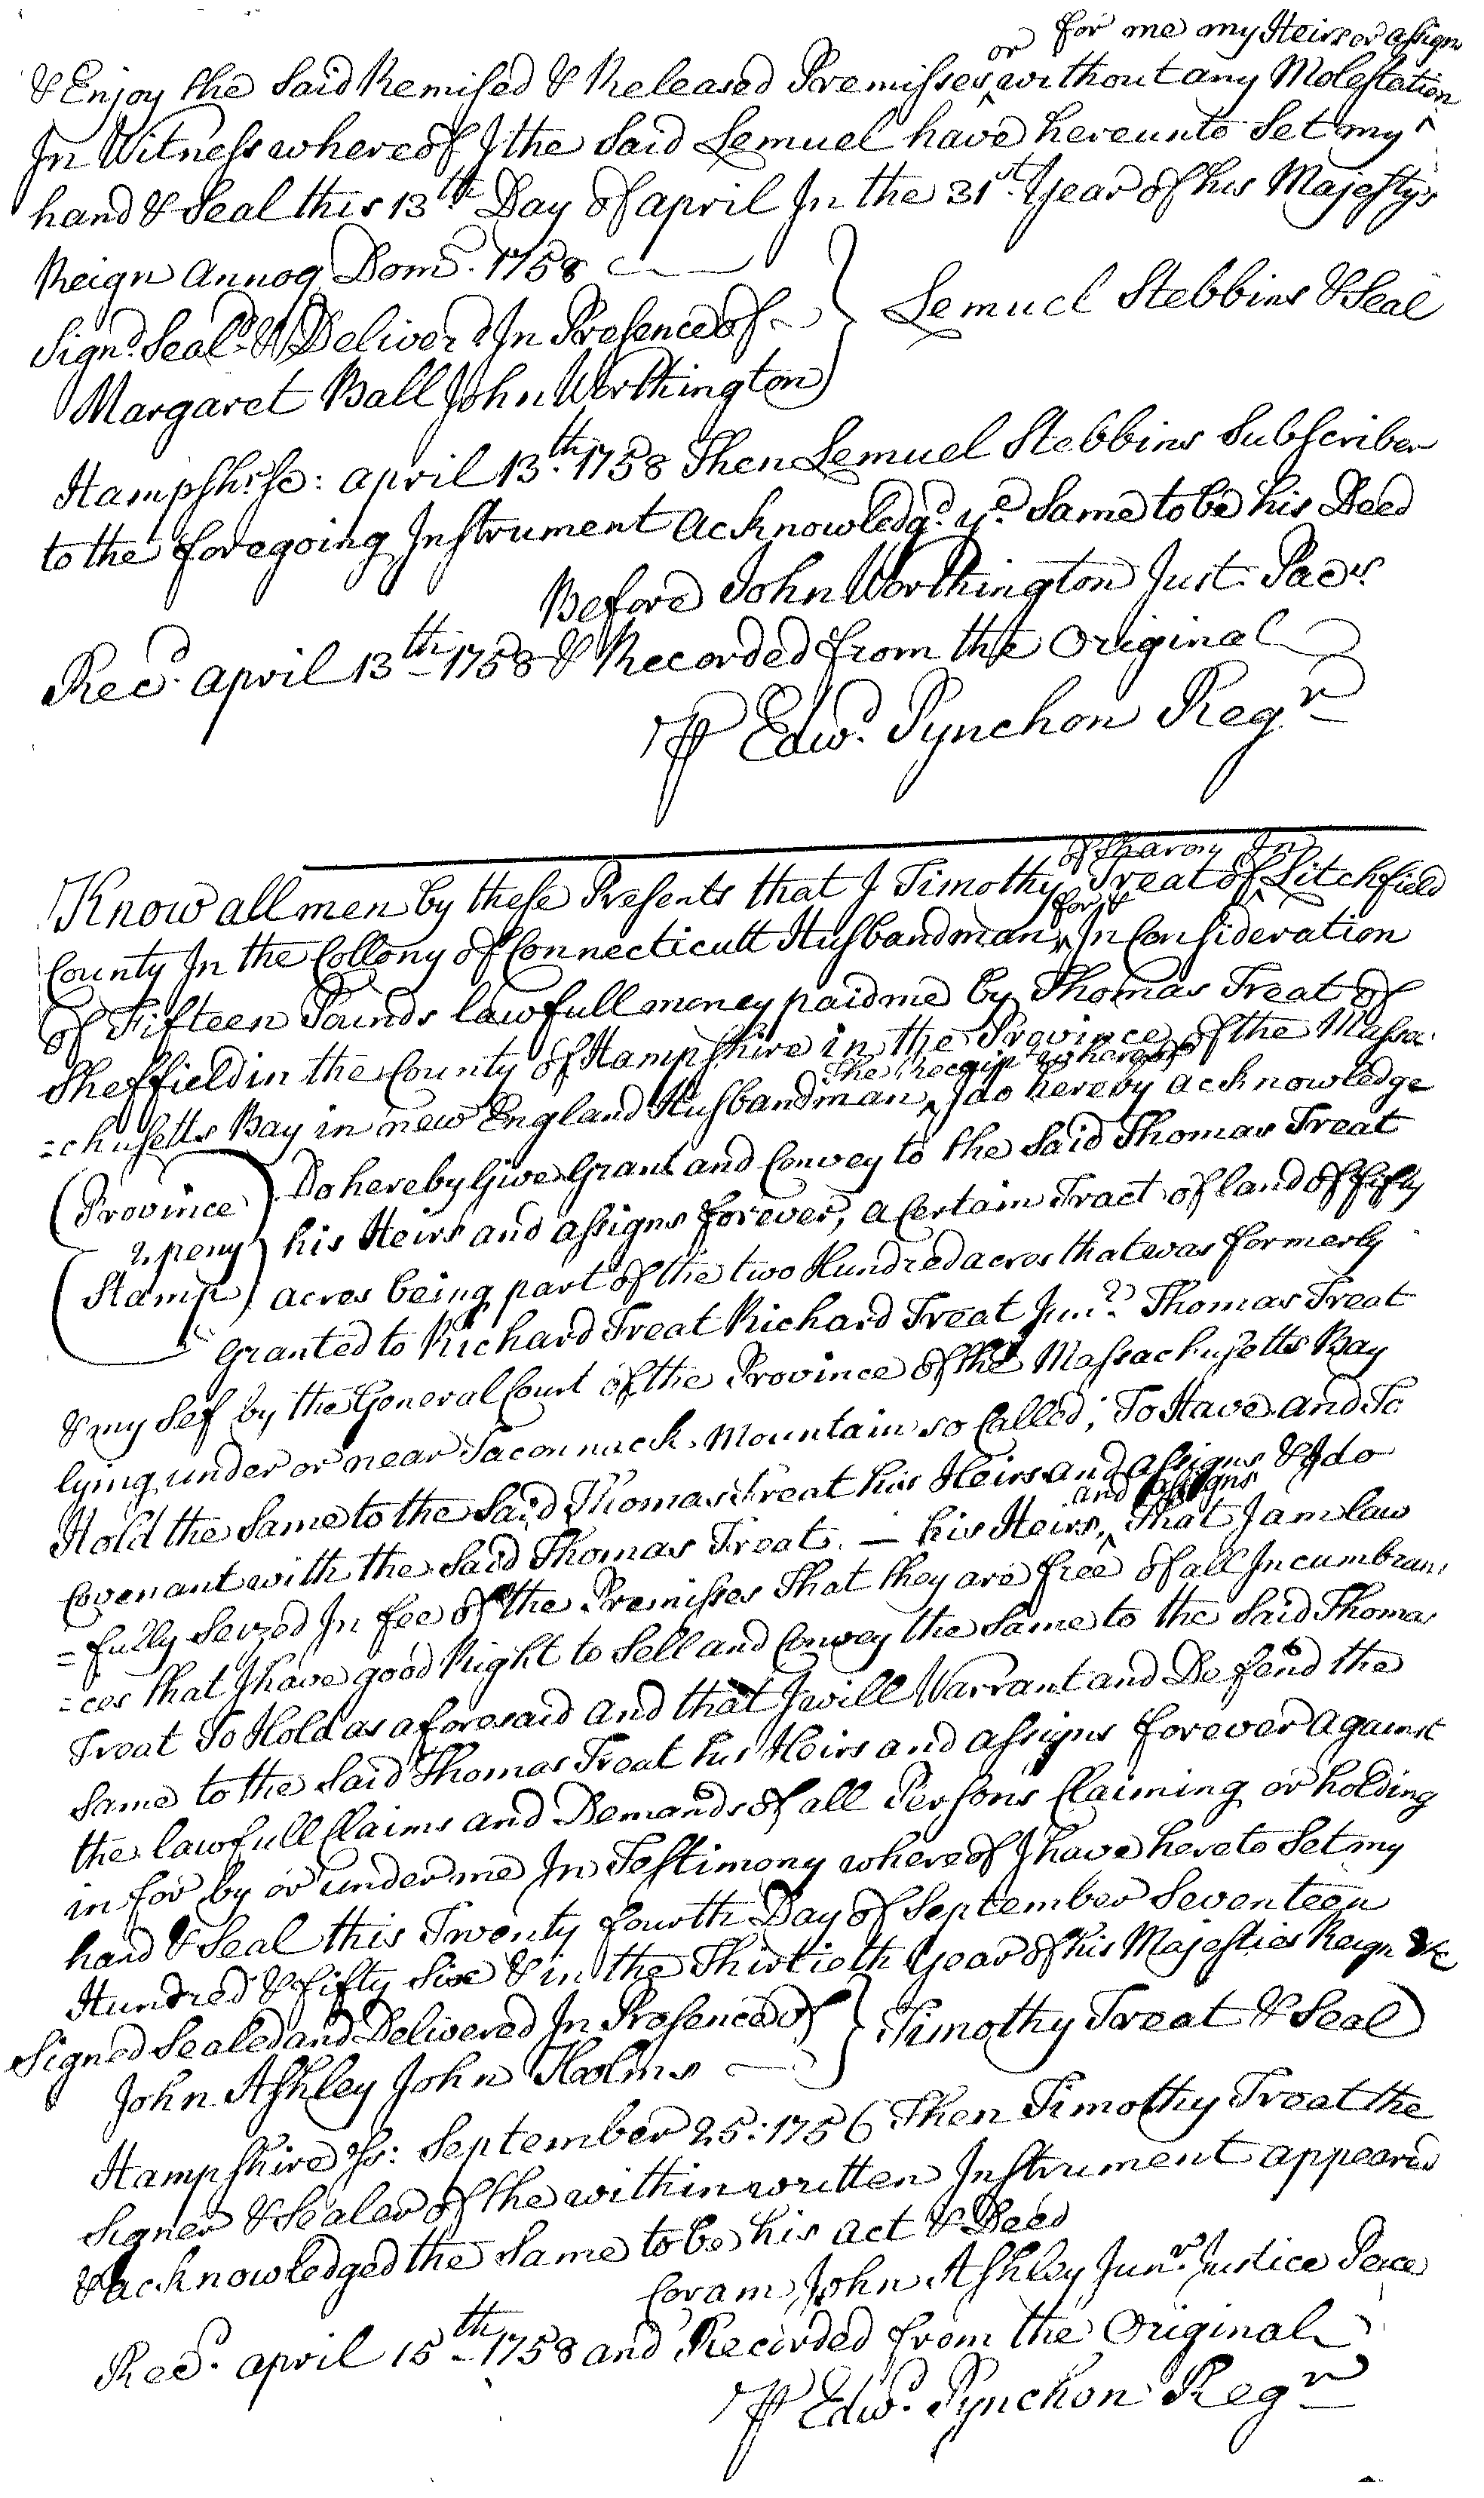 for me my Heirs or assigns
or
& Enjoy the Said Remised & Released Premisses without any Molestation
In Witness whereof I the Said Lemuel have hereunto Set my
hand & Seal this 13th Day of april In the 31st Year of his Majestys
Reign annoq Dom. 1758
Signd. Seald. & Deliverd In Presence of } Lemuel Stebbins & Seal
Margaret Ball John Worthington
Hampshr. ss: april 13th. 1758 Then Lemuel Stebbins Subscriber
to the foregoing Instrument acknowledgd. ye. Same to be his Deed
Before John Worthington Just Pacs
Recd. april 13th 1758 & Recorded from the Original
P Edwd. Pynchon Regr
of Sharon In
Know all men by these Presents that I Timothy Treat of Litchfield
for &
County In the Collony of Connecticutt Husbandman In Consideration
of Fifteen Pounds lawfull money paid me by Thomas Treat of
Sheffield in the County of Hampshire in the Province of the Massa
the Receipt whereof
=chusetts Bay in new England Husbandman I do hereby acknowledge
(Province) Do hereby Give Grant and Convey to the Said Thomas Treat
2 peny his Heirs and assigns forever, a Certain Tract of land of fifty
(Stamp) acres being part of the two Hundred acres that was formerly
Granted to Richard Treat Richard Treat Junr. Thomas Treat
& my Self by the General Court of the Province of the Massachusetts Bay
lying under or near Taconnuck Mountain so Called; To Have and To
Hold the Same to the Said Thomas Treat his Heirs and assigns & I do
and assigns
Covenant with the Said Thomas Treat. — his Heirs, That I am law
=fully Seized In fee of the Premisses That they are free of all Incumbran
=ces that I have good Right to Sell and Convey the Same to the Said Thomas
Treat To Hold as aforesaid and that I will Warrant and Defend the
Same to the Said Thomas Treat his Heirs and assigns forever against
the lawfull Claims and Demands of all Persons Claiming or holding
in for by or under me In Testimony whereof I have hereto Set my
hand & Seal this Twenty fourth Day of September Seventeen
Hundred & fifty Six & in the Thirtieth Year of his Majesties Reign &c
Signed Sealed and Delivered In Presence of } Timothy Treat & Seal
John Ashley John Hoolms
Hampshire ss: September 25: 1756 Then Timothy Treat the
Signer & Sealer of the within written Instrument appeared
& acknowledged the Same to be his act & Deed
Coram John Ashley Junr. Justice Peace
Recd. april 15th 1758 and Recorded from the Original
P Edwd. Pynchon Regr